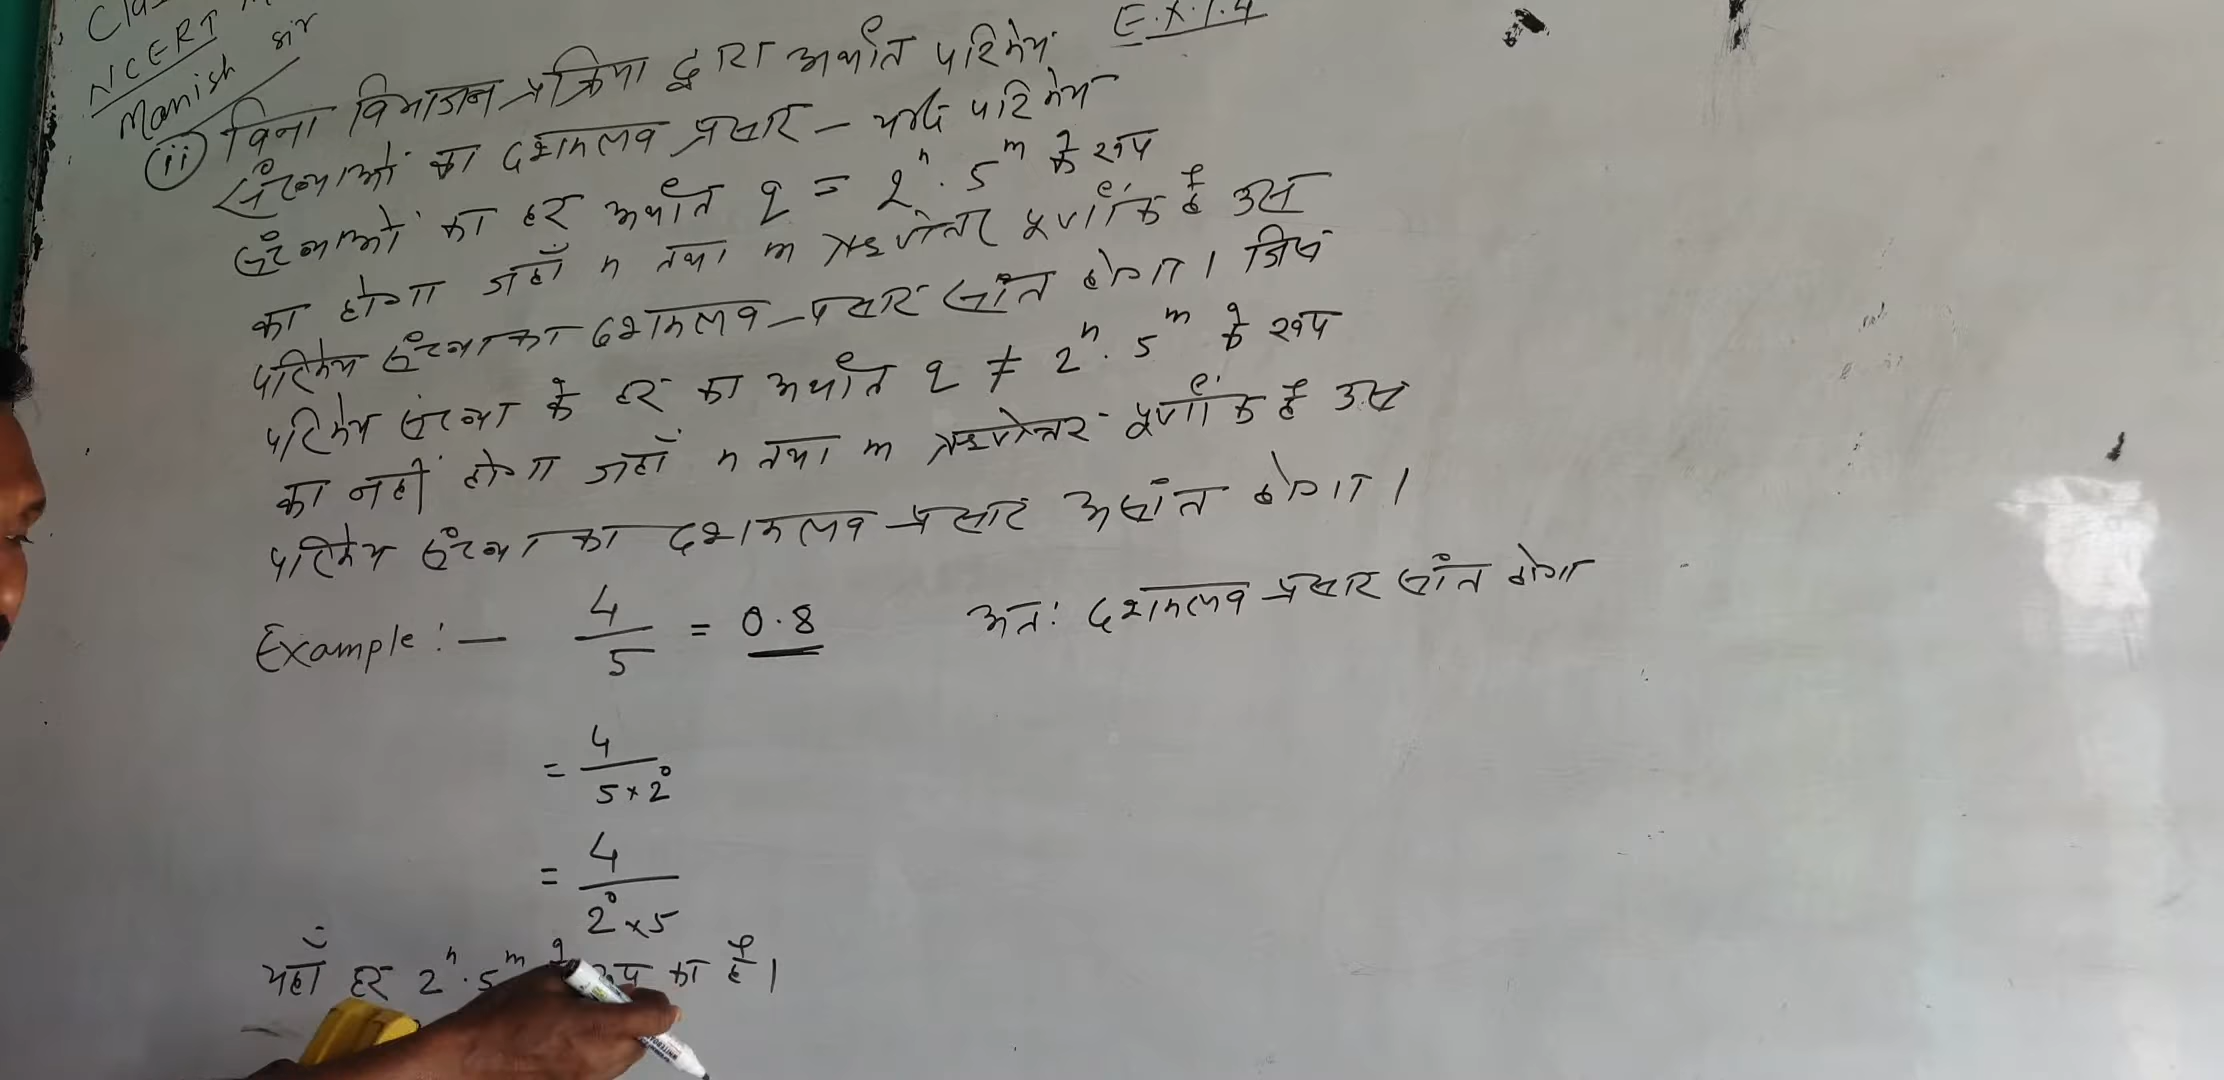 NCERT
Manish sir
Ex. 1.4
(ii) बिना विभाजन प्रक्रिया द्वारा अर्थात परिमेय
संख्याओं का दशमलव प्रसार – यदि परिमेय
संख्याओं का हर अर्थात q = 2ⁿ . 5ᵐ के रूप
का होगा जहाँ n तथा m ऋणेत्तर पूर्णांक है उस
परिमेय संख्या का दशमलव प्रसार सांत होगा। जिस
परिमेय संख्या के हर का अर्थात q ≠ 2ⁿ . 5ᵐ के रूप
का नहीं होगा जहाँ n तथा m ऋणेत्तर पूर्णांक है उस
परिमेय संख्या का दशमलव प्रसार असांत होगा।
Example :– 4/5 = 0.8 अतः दशमलव प्रसार सांत होगा
= 4/(5×2⁰)
= 4/(2⁰×5)
यहाँ हर 2ⁿ . 5ᵐ के रूप का है।